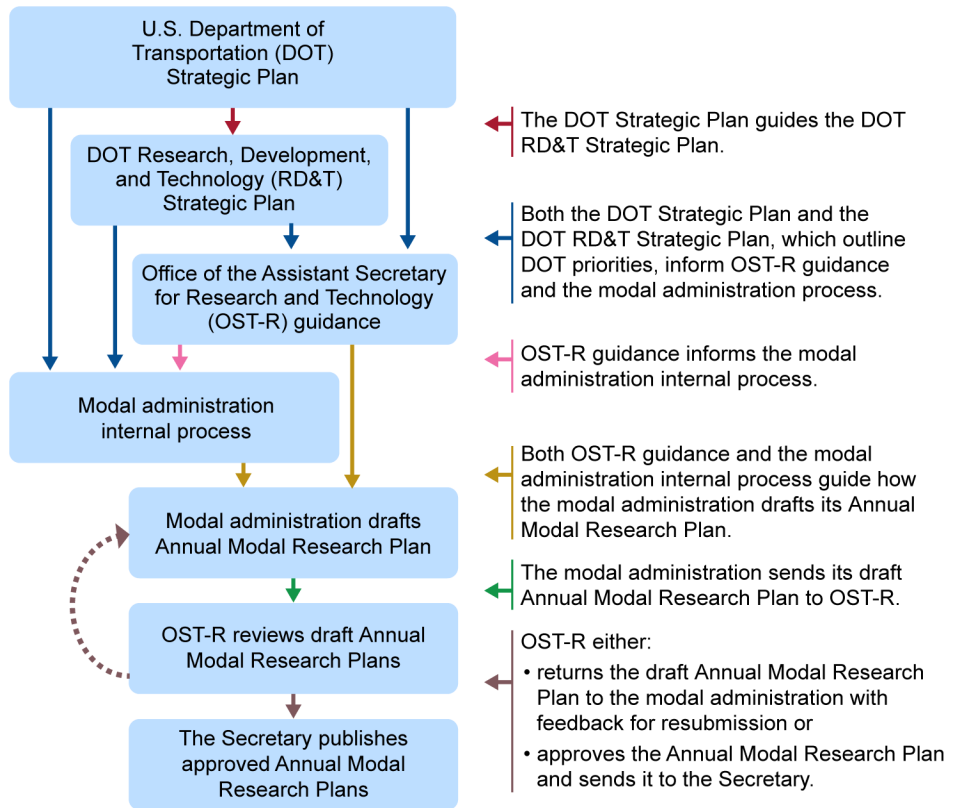 U.S. Department of
Transportation (DOT)
Strategic Plan
The DOT Strategic Plan guides the DOT
RD&T Strategic Plan.
DOT Research, Development,
and Technology (RD&T)
Strategic Plan
Both the DOT Strategic Plan and the
DOT RD&T Strategic Plan, which outline
DOT priorities, inform OST-R guidance
and the modal administration process.
Office of the Assistant Secretary
for Research and Technology
(OST-R) guidance
OST-R guidance informs the modal
administration internal process.
Modal administration
internal process
Both OST-R guidance and the modal
administration internal process guide how
the modal administration drafts its Annual
Modal Research Plan.
Modal administration drafts
Annual Modal Research Plan
The modal administration sends its draft
Annual Modal Research Plan to OST-R.
OST-R reviews draft Annual
Modal Research Plans
OST-R either:
• returns the draft Annual Modal Research
Plan to the modal administration with
feedback for resubmission or
• approves the Annual Modal Research Plan
and sends it to the Secretary.
The Secretary publishes
approved Annual Modal
Research Plans